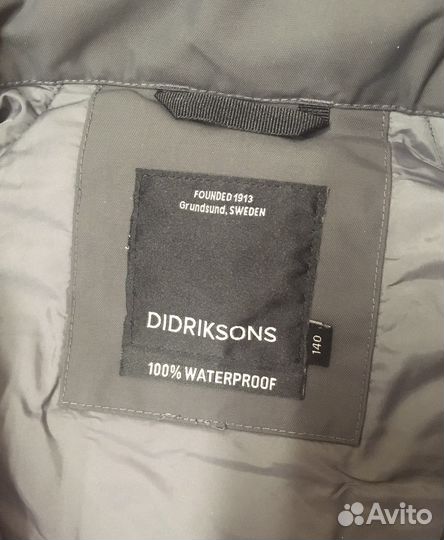 FOUNDED 1913
Grundsund, SWEDEN
DIDRIKSONS
140
100% WATERPROOF
Avito